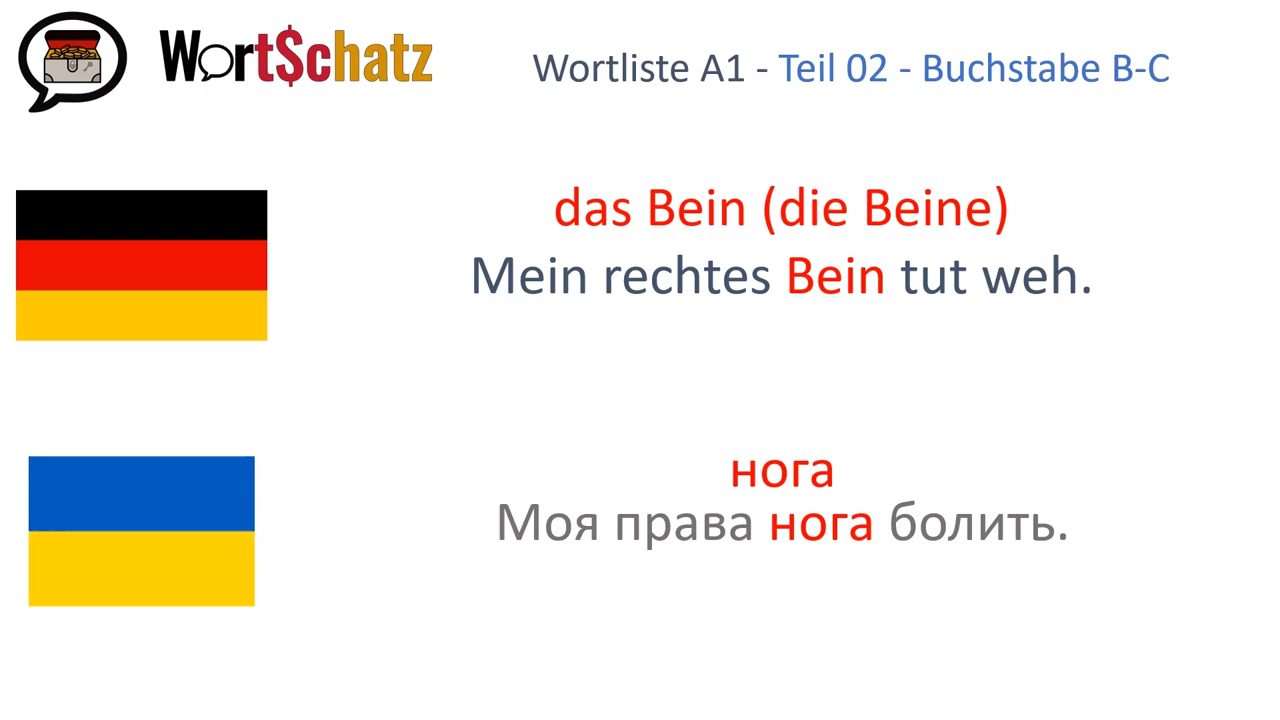 Wort$chatz
Wortliste A1 - Teil 02 - Buchstabe B-C
das Bein (die Beine)
Mein rechtes Bein tut weh.
нога
Моя права нога болить.